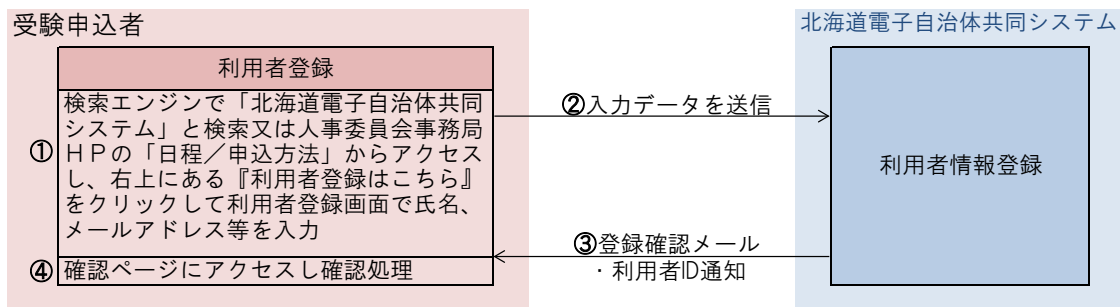 受験申込者
北海道電子自治体共同システム
利用者登録
①
検索エンジンで「北海道電子自治体共同
システム」と検索又は人事委員会事務局
ＨＰの「日程／申込方法」からアクセス
し、右上にある『利用者登録はこちら』
をクリックして利用者登録画面で氏名、
メールアドレス等を入力
②入力データを送信
利用者情報登録
③登録確認メール
・利用者ID通知
④ 確認ページにアクセスし確認処理